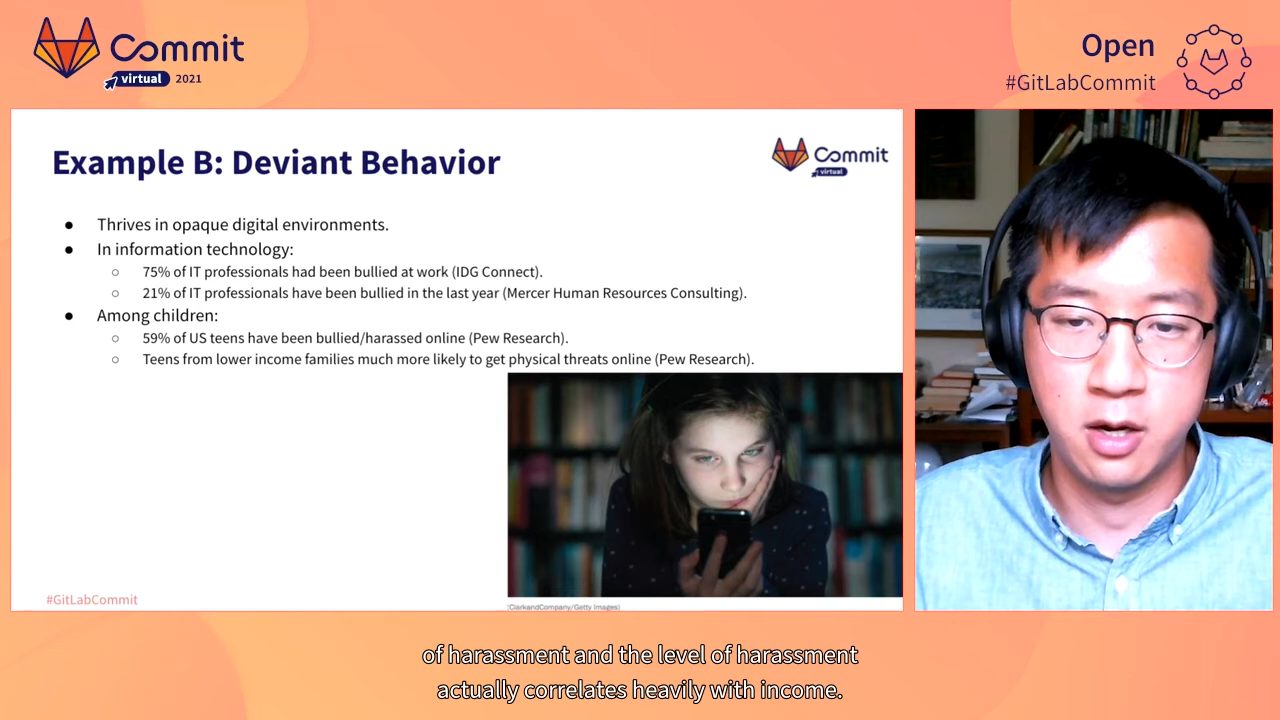 Commit
virtual 2021
Open
#GitLabCommit
Example B: Deviant Behavior
Commit
virtual
● Thrives in opaque digital environments.
● In information technology:
○ 75% of IT professionals had been bullied at work (IDG Connect).
○ 21% of IT professionals have been bullied in the last year (Mercer Human Resources Consulting).
● Among children:
○ 59% of US teens have been bullied/harassed online (Pew Research).
○ Teens from lower income families much more likely to get physical threats online (Pew Research).
#GitLabCommit
(ClarkandCompany/Getty Images)
of harassment and the level of harassment
actually correlates heavily with income.